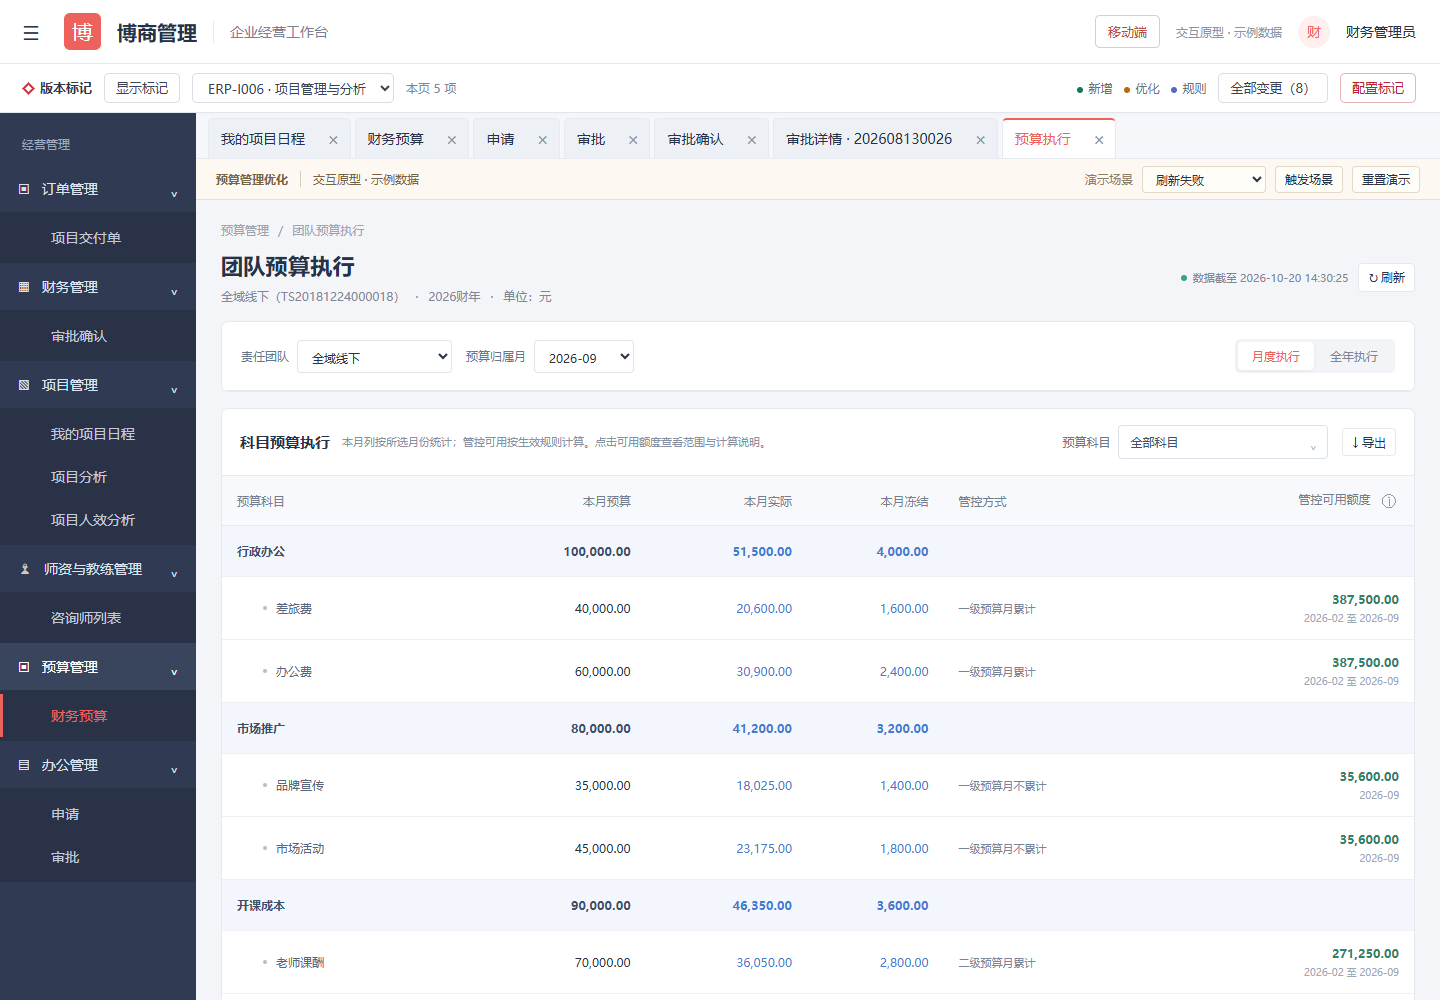 ☰ 博 博商管理 企业经营工作台 移动端 交互原型 · 示例数据 财 财务管理员
版本标记 显示标记 ERP-I006 · 项目管理与分析 本页 5 项 新增 优化 规则 全部变更（8） 配置标记
经营管理
订单管理
项目交付单
财务管理
审批确认
项目管理
我的项目日程
项目分析
项目人效分析
师资与教练管理
咨询师列表
预算管理
财务预算
办公管理
申请
审批
我的项目日程 × 财务预算 × 申请 × 审批 × 审批确认 × 审批详情 · 202608130026 × 预算执行 ×
预算管理优化 交互原型 · 示例数据 演示场景 刷新失败 触发场景 重置演示
预算管理 / 团队预算执行
团队预算执行
全域线下（TS20181224000018） · 2026财年 · 单位：元
数据截至 2026-10-20 14:30:25 ↻ 刷新
责任团队 全域线下 预算归属月 2026-09 月度执行 全年执行
科目预算执行 本月列按所选月份统计；管控可用按生效规则计算。点击可用额度查看范围与计算说明。 预算科目 全部科目 ↓ 导出
预算科目 本月预算 本月实际 本月冻结 管控方式 管控可用额度 ⓘ
行政办公 100,000.00 51,500.00 4,000.00
差旅费 40,000.00 20,600.00 1,600.00 一级预算月累计 387,500.00
2026-02 至 2026-09
办公费 60,000.00 30,900.00 2,400.00 一级预算月累计 387,500.00
2026-02 至 2026-09
市场推广 80,000.00 41,200.00 3,200.00
品牌宣传 35,000.00 18,025.00 1,400.00 一级预算月不累计 35,600.00
2026-09
市场活动 45,000.00 23,175.00 1,800.00 一级预算月不累计 35,600.00
2026-09
开课成本 90,000.00 46,350.00 3,600.00
老师课酬 70,000.00 36,050.00 2,800.00 二级预算月累计 271,250.00
2026-02 至 2026-09